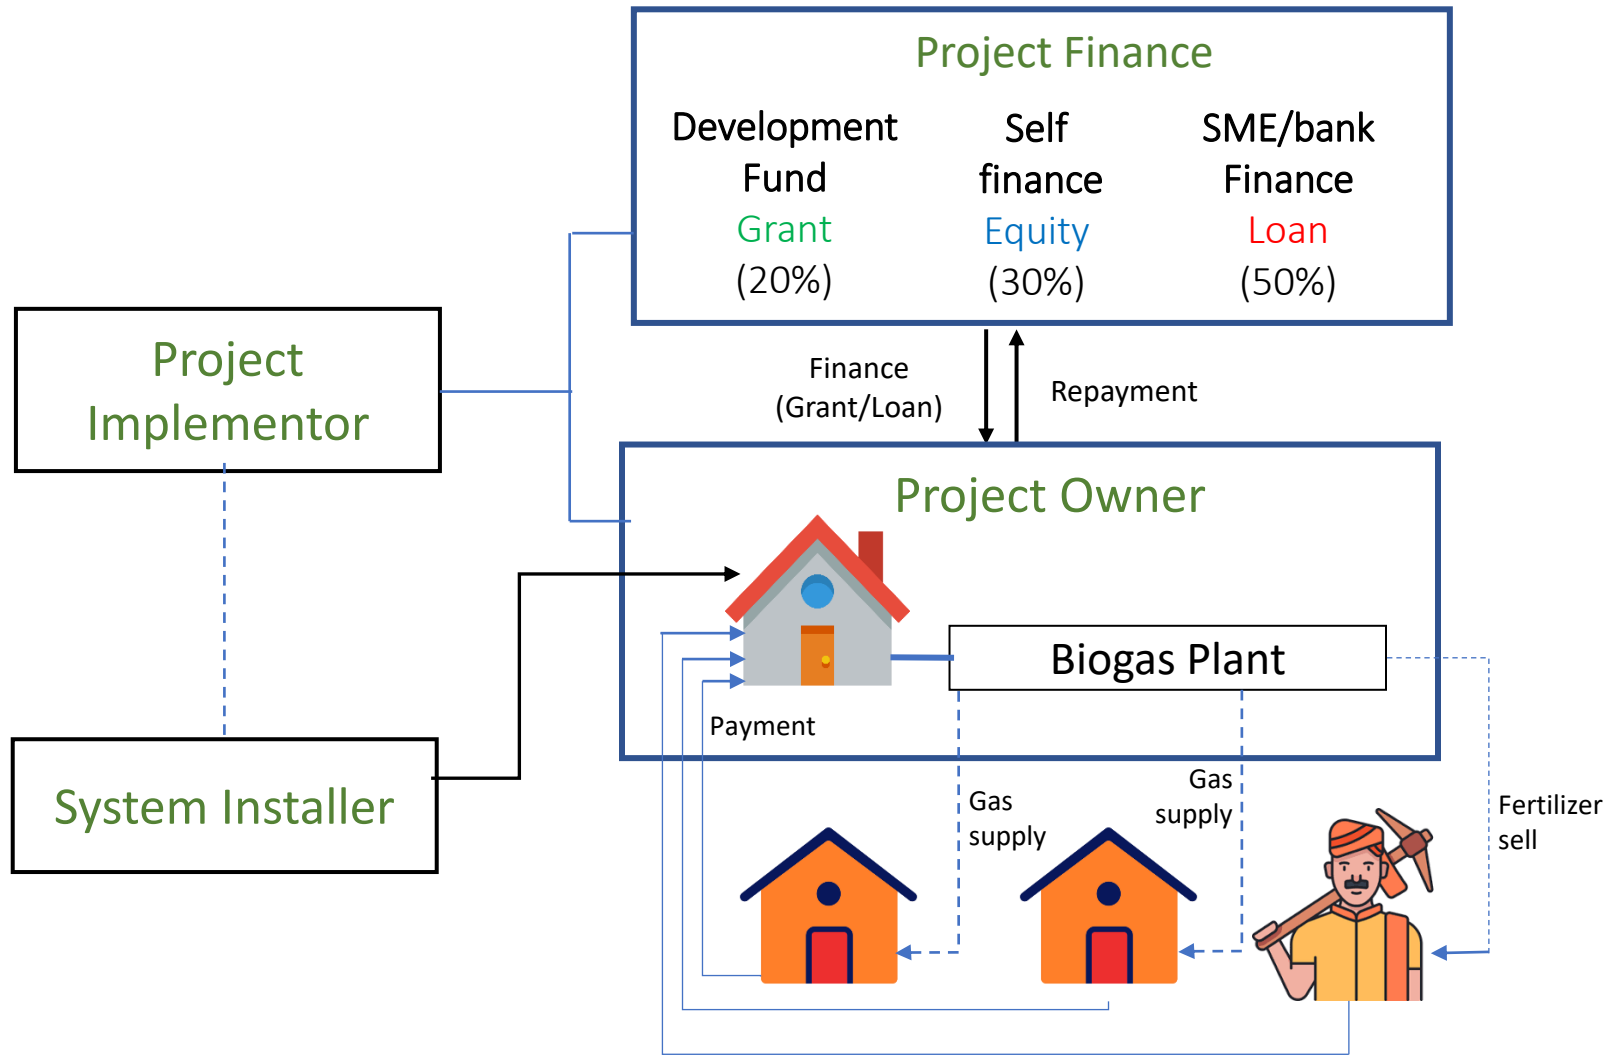 Project Finance
Development
Fund
Grant
(20%)
Self
finance
Equity
(30%)
SME/bank
Finance
Loan
(50%)
Project
Implementor
Finance
(Grant/Loan)
Repayment
Project Owner
Biogas Plant
Payment
System Installer
Gas
supply
Gas
supply
Fertilizer
sell